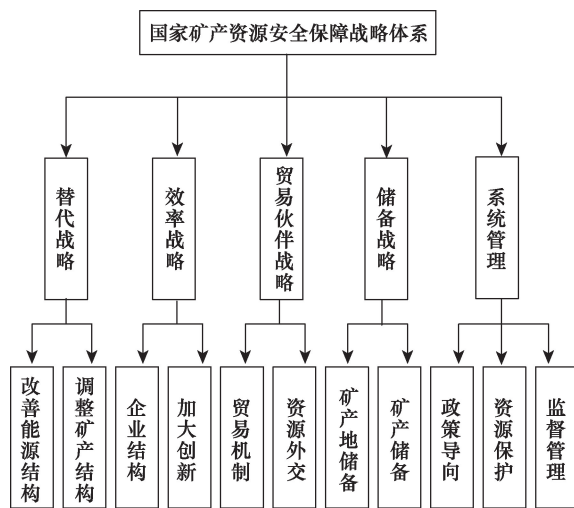 国家矿产资源安全保障战略体系
替代战略
效率战略
贸易伙伴战略
储备战略
系统管理
改善能源结构
调整矿产结构
企业结构
加大创新
贸易机制
资源外交
矿产地储备
矿产储备
政策导向
资源保护
监督管理